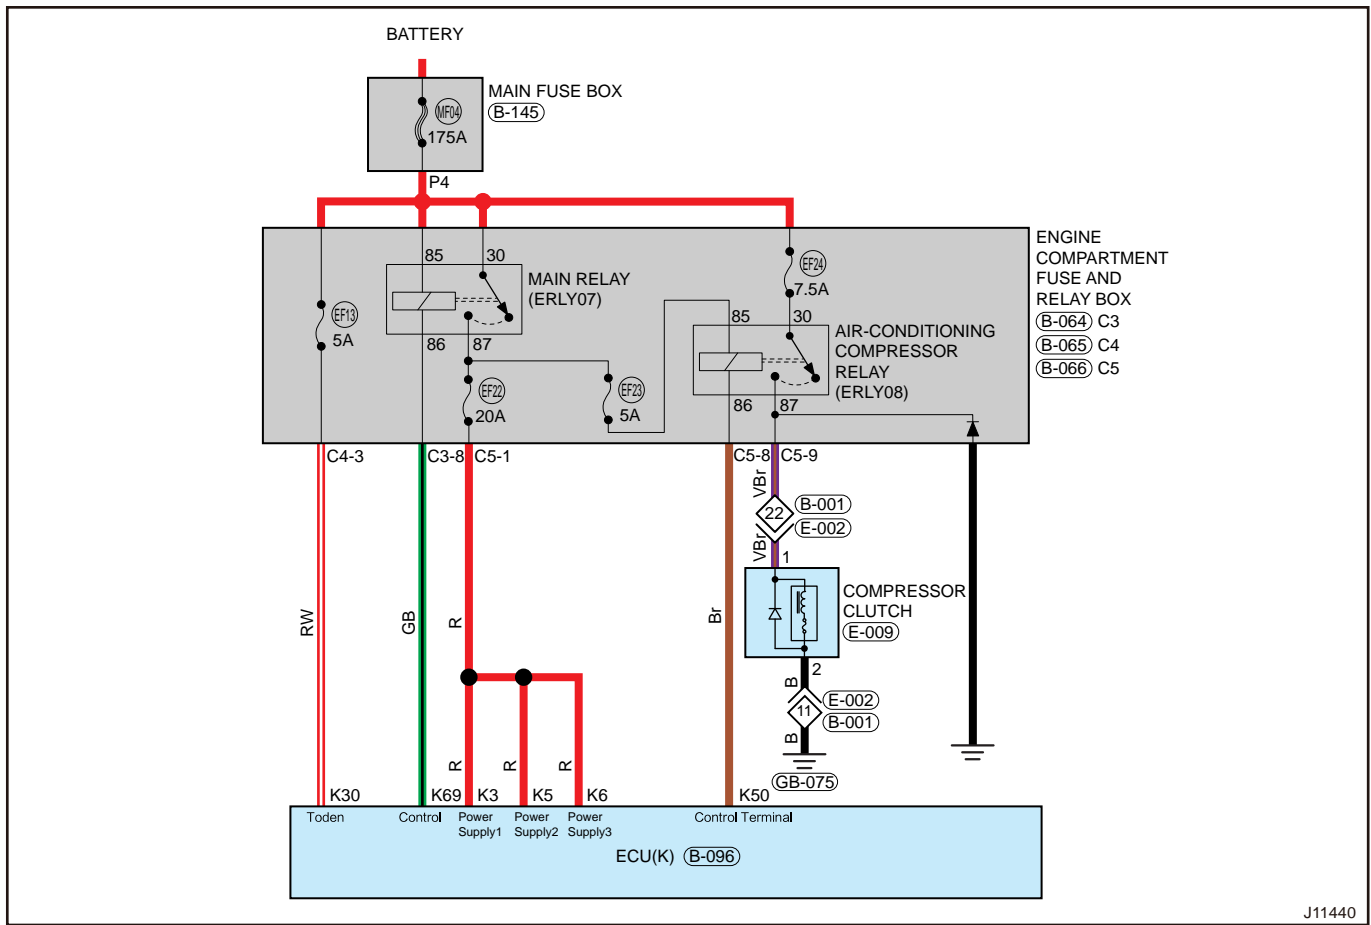 BATTERY
MAIN FUSE BOX
B-145
MF04
175A
P4
ENGINE
COMPARTMENT
FUSE AND
RELAY BOX
B-064 C3
B-065 C4
B-066 C5
85
30
MAIN RELAY
(ERLY07)
86
87
EF13
5A
EF22
20A
EF23
5A
EF24
7.5A
85
30
AIR-CONDITIONING
COMPRESSOR
RELAY
(ERLY08)
86
87
C4-3
C3-8
C5-1
C5-8
C5-9
VBr
22
B-001
E-002
VBr
1
COMPRESSOR
CLUTCH
E-009
2
B
11
E-002
B-001
B
GB-075
RW
GB
R
Br
R
R
R
K30
K69
K3
K5
K6
K50
Toden
Control
Power
Supply1
Power
Supply2
Power
Supply3
Control Terminal
ECU(K) B-096
J11440